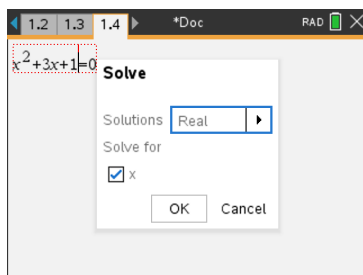 1.2 1.3 1.4 *Doc RAD
x²+3x+1=0
Solve
Solutions Real
Solve for
x
OK Cancel